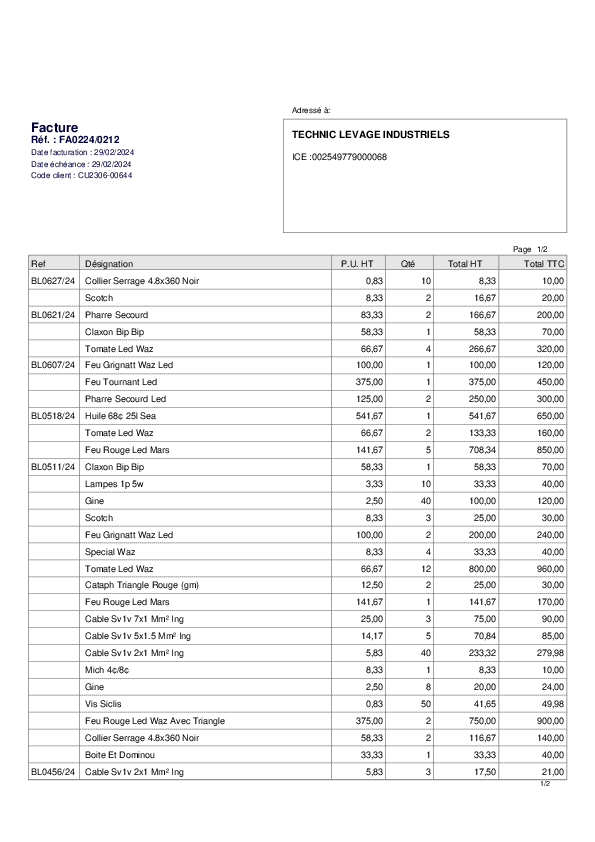 Adressé à:
Facture
Réf. : FA0224/0212
Date facturation : 29/02/2024
Date échéance : 29/02/2024
Code client : CU2306-00644
TECHNIC LEVAGE INDUSTRIELS
ICE :002549779000068
Page 1/2
Ref Désignation P.U. HT Qté Total HT Total TTC
BL0627/24 Collier Serrage 4.8x360 Noir 0,83 10 8,33 10,00
Scotch 8,33 2 16,67 20,00
BL0621/24 Pharre Secourd 83,33 2 166,67 200,00
Claxon Bip Bip 58,33 1 58,33 70,00
Tomate Led Waz 66,67 4 266,67 320,00
BL0607/24 Feu Grignatt Waz Led 100,00 1 100,00 120,00
Feu Tournant Led 375,00 1 375,00 450,00
Pharre Secourd Led 125,00 2 250,00 300,00
BL0518/24 Huile 68¢ 25l Sea 541,67 1 541,67 650,00
Tomate Led Waz 66,67 2 133,33 160,00
Feu Rouge Led Mars 141,67 5 708,34 850,00
BL0511/24 Claxon Bip Bip 58,33 1 58,33 70,00
Lampes 1p 5w 3,33 10 33,33 40,00
Gine 2,50 40 100,00 120,00
Scotch 8,33 3 25,00 30,00
Feu Grignatt Waz Led 100,00 2 200,00 240,00
Special Waz 8,33 4 33,33 40,00
Tomate Led Waz 66,67 12 800,00 960,00
Cataph Triangle Rouge (gm) 12,50 2 25,00 30,00
Feu Rouge Led Mars 141,67 1 141,67 170,00
Cable Sv1v 7x1 Mm² Ing 25,00 3 75,00 90,00
Cable Sv1v 5x1.5 Mm² Ing 14,17 5 70,84 85,00
Cable Sv1v 2x1 Mm² Ing 5,83 40 233,32 279,98
Mich 4¢/8¢ 8,33 1 8,33 10,00
Gine 2,50 8 20,00 24,00
Vis Siclis 0,83 50 41,65 49,98
Feu Rouge Led Waz Avec Triangle 375,00 2 750,00 900,00
Collier Serrage 4.8x360 Noir 58,33 2 116,67 140,00
Boite Et Dominou 33,33 1 33,33 40,00
BL0456/24 Cable Sv1v 2x1 Mm² Ing 5,83 3 17,50 21,00
1/2